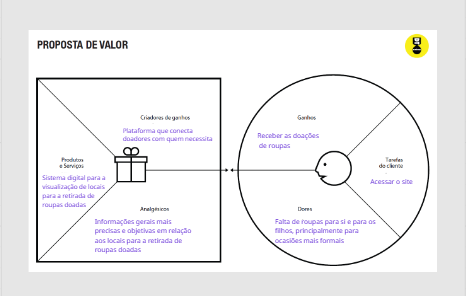 PROPOSTA DE VALOR
Criadores de ganhos
Plataforma que conecta
doadores com quem necessita
Produtos
e Serviços
Sistema digital para a
visualização de locais
para a retirada de
roupas doadas
Analgésicos
Informações gerais mais
precisas e objetivas em relação
aos locais para a retirada de
roupas doadas
Ganhos
Receber as doações
de roupas
Tarefas
do cliente
Acessar o site
Dores
Falta de roupas para si e para os
filhos, principalmente para
ocasiões mais formais